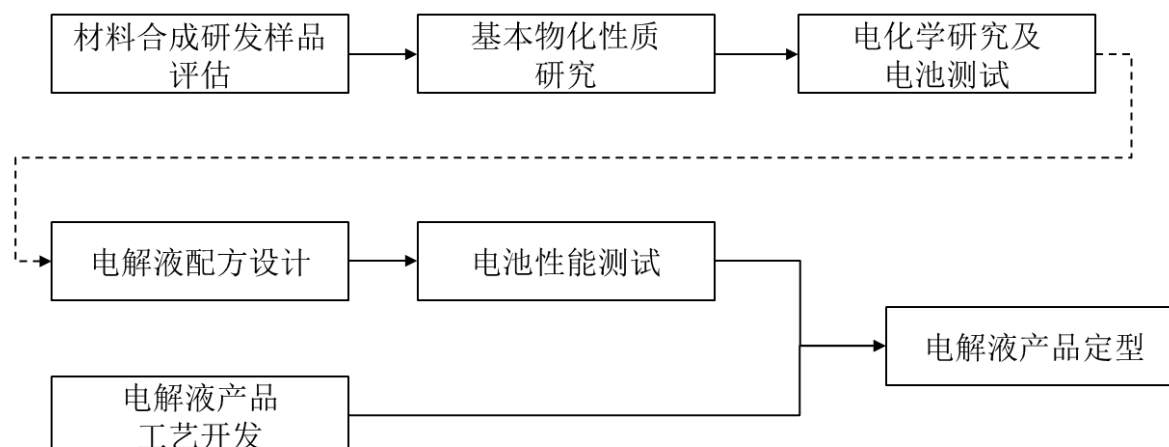 材料合成研发样品
评估
基本物化性质
研究
电化学研究及
电池测试
电解液配方设计
电池性能测试
电解液产品定型
电解液产品
工艺开发